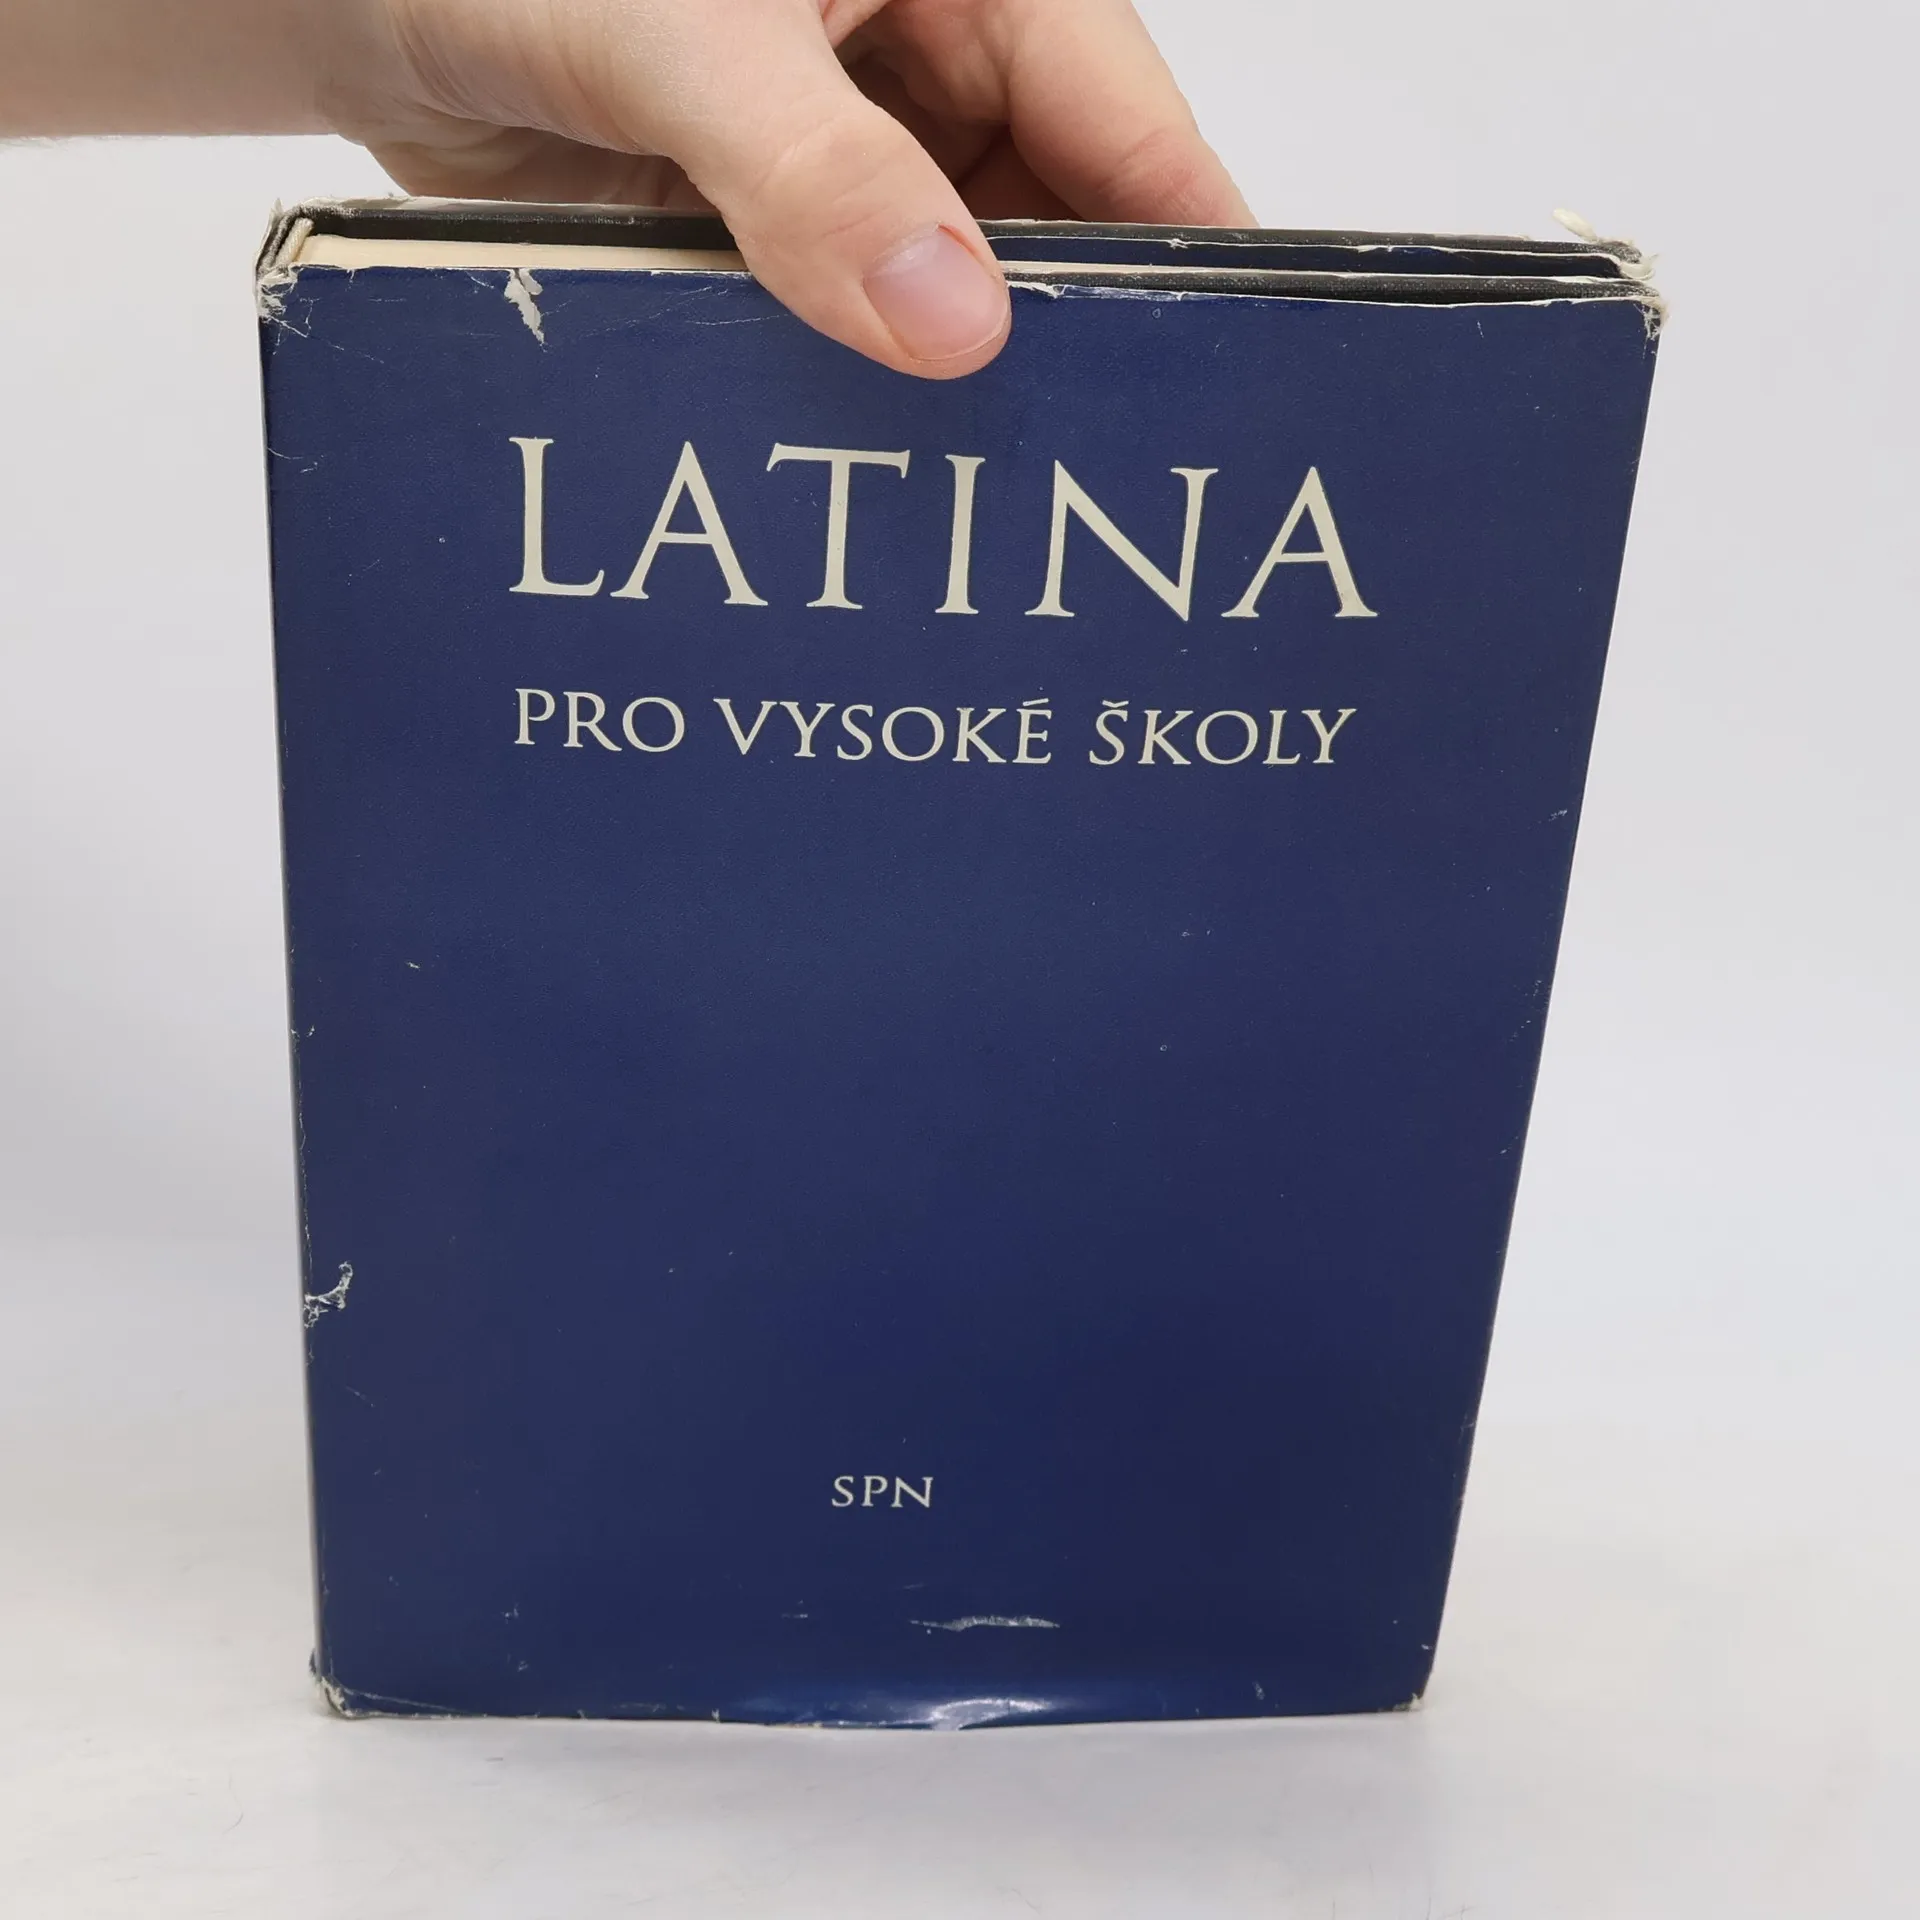 LATINA
PRO VYSOKÉ ŠKOLY
SPN